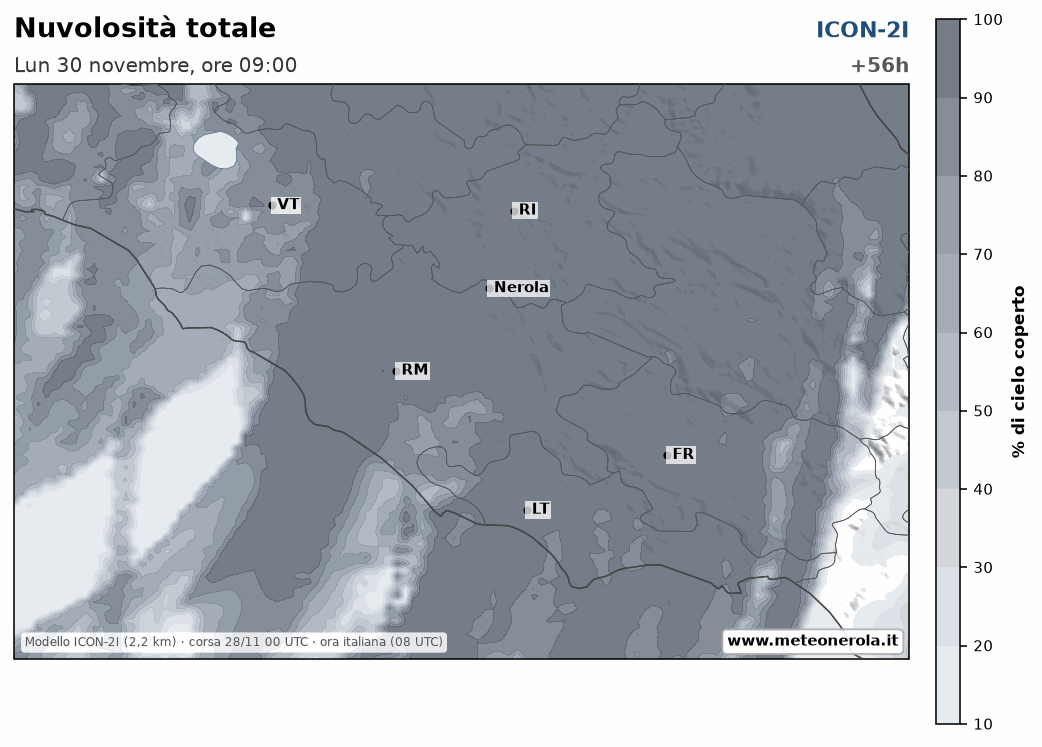 Nuvolosità totale
ICON-2I
Lun 30 novembre, ore 09:00
+56h
VT
RI
Nerola
RM
FR
LT
Modello ICON-2I (2,2 km) · corsa 28/11 00 UTC · ora italiana (08 UTC)
www.meteonerola.it
100
90
80
70
60
50
40
30
20
10
% di cielo coperto